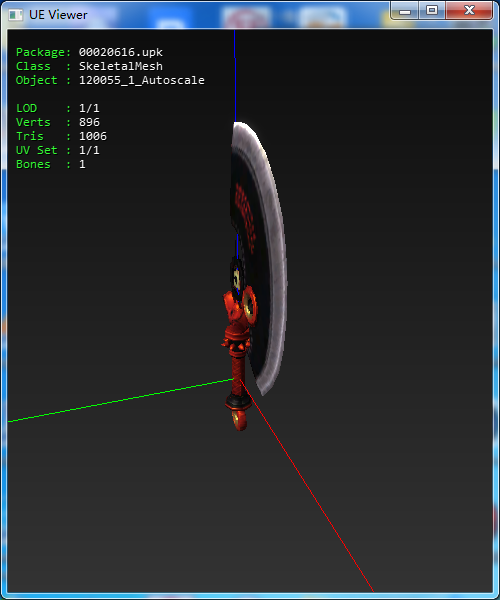 UE Viewer
Package: 00020616.upk
Class : SkeletalMesh
Object : 120055_1_Autoscale
LOD : 1/1
Verts : 896
Tris : 1006
UV Set : 1/1
Bones : 1